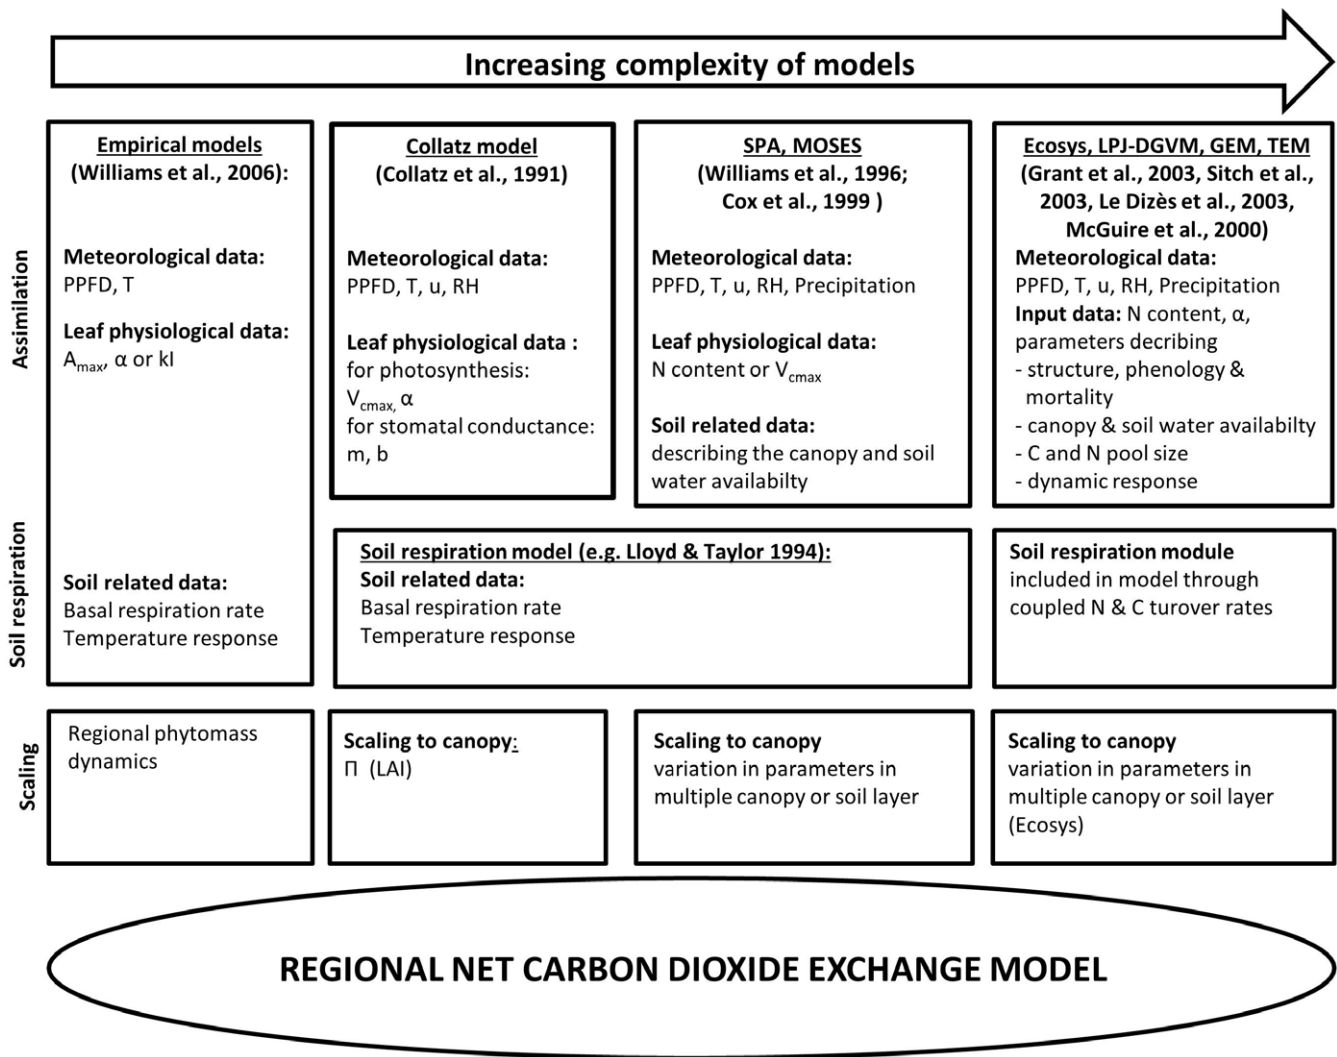 Increasing complexity of models
Assimilation
Empirical models
(Williams et al., 2006):
Meteorological data:
PPFD, T
Leaf physiological data:
Amax, α or kI
Collatz model
(Collatz et al., 1991)
Meteorological data:
PPFD, T, u, RH
Leaf physiological data :
for photosynthesis:
Vcmax, α
for stomatal conductance:
m, b
SPA, MOSES
(Williams et al., 1996;
Cox et al., 1999 )
Meteorological data:
PPFD, T, u, RH, Precipitation
Leaf physiological data:
N content or Vcmax
Soil related data:
describing the canopy and soil
water availabilty
Ecosys, LPJ-DGVM, GEM, TEM
(Grant et al., 2003, Sitch et al.,
2003, Le Dizès et al., 2003,
McGuire et al., 2000)
Meteorological data:
PPFD, T, u, RH, Precipitation
Input data: N content, α,
parameters decribing
- structure, phenology &
mortality
- canopy & soil water availabilty
- C and N pool size
- dynamic response
Soil respiration
Soil related data:
Basal respiration rate
Temperature response
Soil respiration model (e.g. Lloyd & Taylor 1994):
Soil related data:
Basal respiration rate
Temperature response
Soil respiration module
included in model through
coupled N & C turover rates
Scaling
Regional phytomass
dynamics
Scaling to canopy:
Π (LAI)
Scaling to canopy
variation in parameters in
multiple canopy or soil layer
Scaling to canopy
variation in parameters in
multiple canopy or soil layer
(Ecosys)
REGIONAL NET CARBON DIOXIDE EXCHANGE MODEL